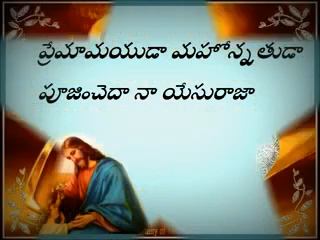 ప్రేమామయుడా మహోన్నతుడా
పూజించెదా నా యేసురాజా